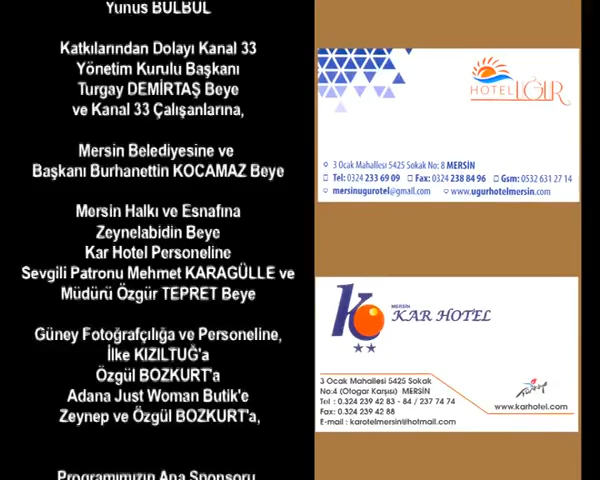 Yunus BÜLBÜL
Katkılarından Dolayı Kanal 33
Yönetim Kurulu Başkanı
Turgay DEMİRTAŞ Beye
ve Kanal 33 Çalışanlarına,
Mersin Belediyesine ve
Başkanı Burhanettin KOCAMAZ Beye
Mersin Halkı ve Esnafına
Zeynelabidin Beye
Kar Hotel Personeline
Sevgili Patronu Mehmet KARAGÜLLE ve
Müdürü Özgür TEPRET Beye
Güney Fotoğrafçılığa ve Personeline,
İlke KIZILTUĞ'a
Özgül BOZKURT'a
Adana Just Woman Butik'e
Zeynep ve Özgül BOZKURT'a,
Programımızın Ana Sponsoru
HOTEL UĞUR
3 Ocak Mahallesi 5425 Sokak No: 8 MERSİN
Tel: 0324 233 69 09 Fax: 0324 238 84 96 Gsm: 0532 631 27 14
mersinugurotel@gmail.com www.ugurhotelmersin.com
MERSİN
KAR HOTEL
3 Ocak Mahallesi 5425 Sokak
No:4 (Otogar Karşısı) MERSİN
Tel : 0.324 239 42 83 - 84 / 237 74 74
Fax: 0.324 239 42 88
E-mail : karotelmersin@hotmail.com
Türkiye
www.karhotel.com